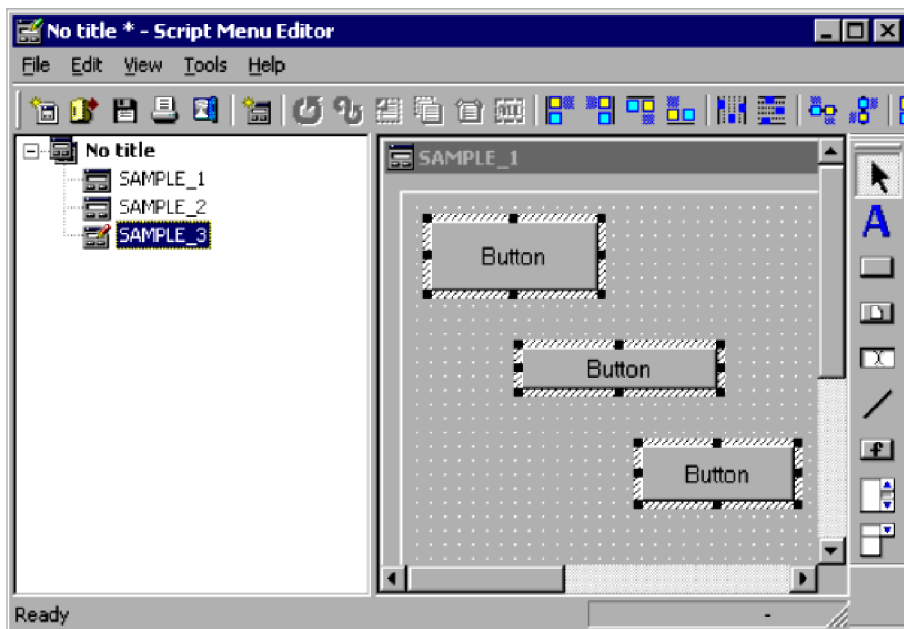 No title * - Script Menu Editor
File Edit View Tools Help
No title
SAMPLE_1
SAMPLE_2
SAMPLE_3
SAMPLE_1
Button
Button
Button
A
f
Ready -